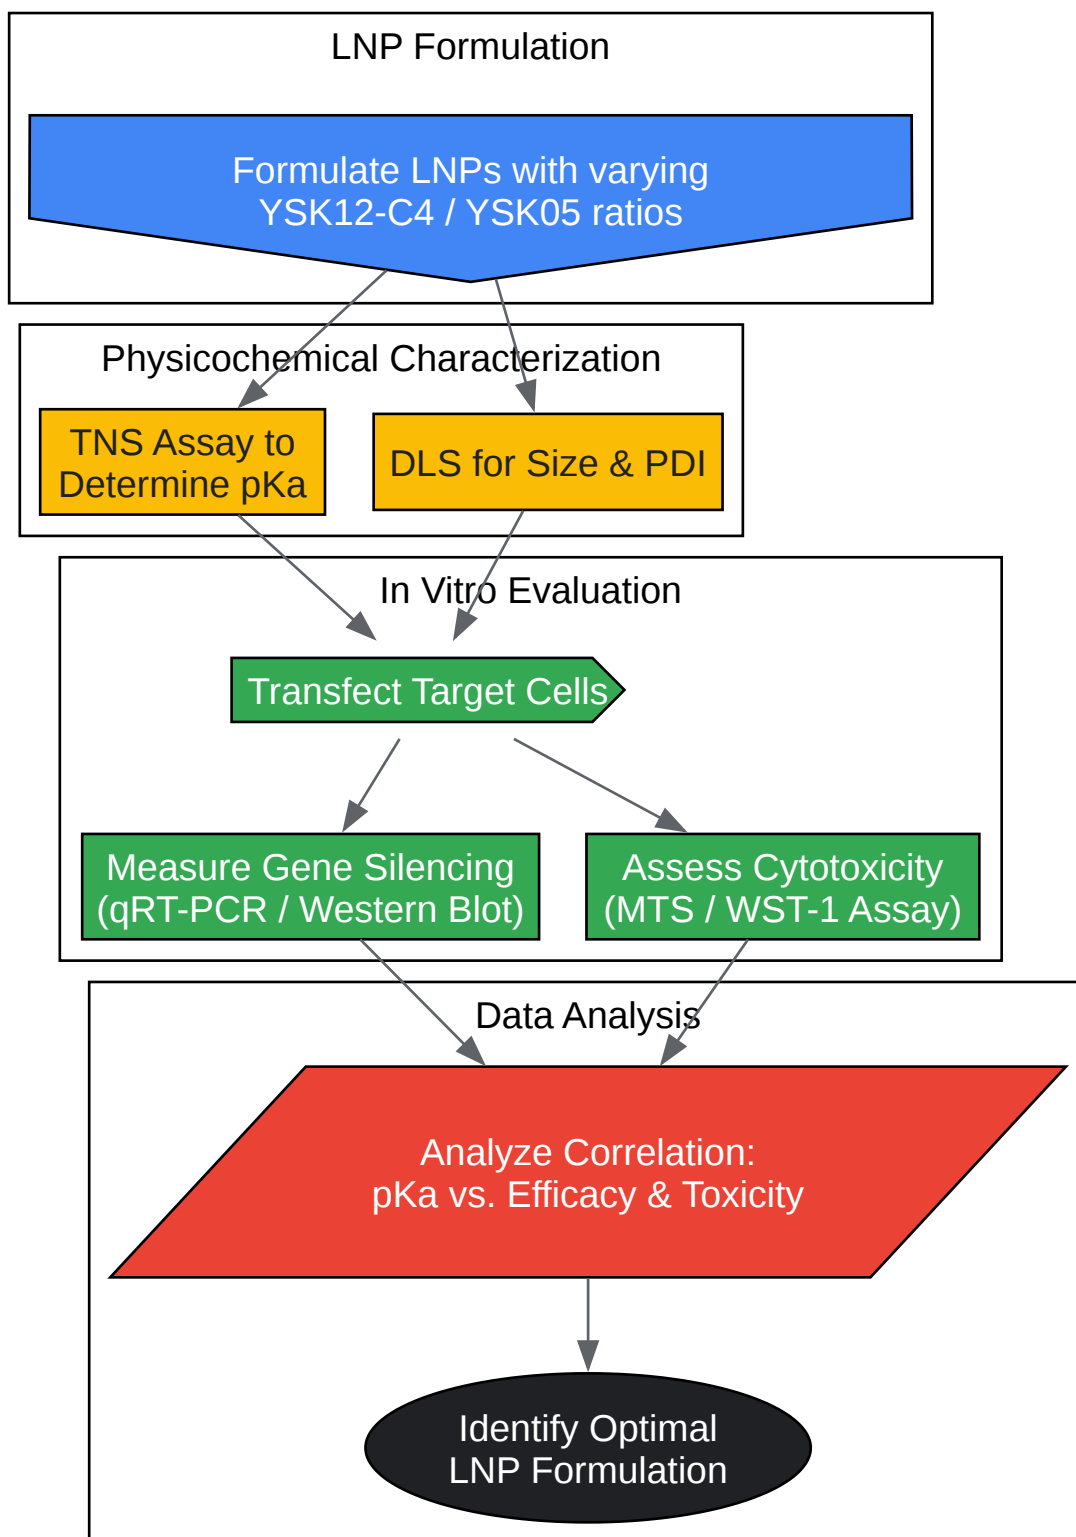 LNP Formulation
Formulate LNPs with varying
YSK12-C4 / YSK05 ratios
Physicochemical Characterization
TNS Assay to
Determine pKa
DLS for Size & PDI
In Vitro Evaluation
Transfect Target Cells
Measure Gene Silencing
(qRT-PCR / Western Blot)
Assess Cytotoxicity
(MTS / WST-1 Assay)
Data Analysis
Analyze Correlation:
pKa vs. Efficacy & Toxicity
Identify Optimal
LNP Formulation